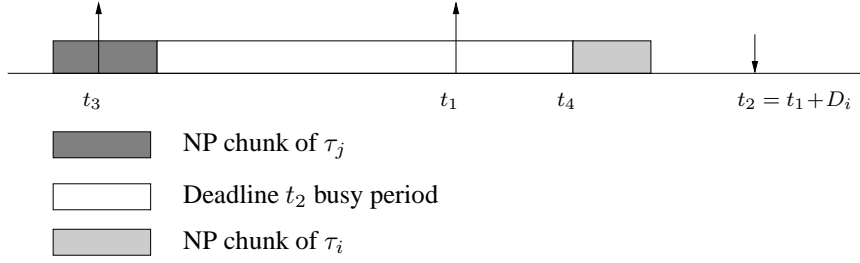 t₃ t₁ t₄ t₂ = t₁+Dᵢ
NP chunk of τⱼ
Deadline t₂ busy period
NP chunk of τᵢ